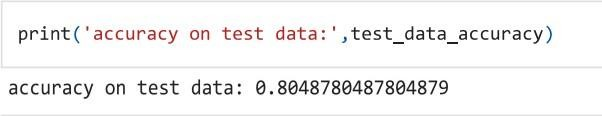 print('accuracy on test data:',test_data_accuracy)
accuracy on test data: 0.8048780487804879